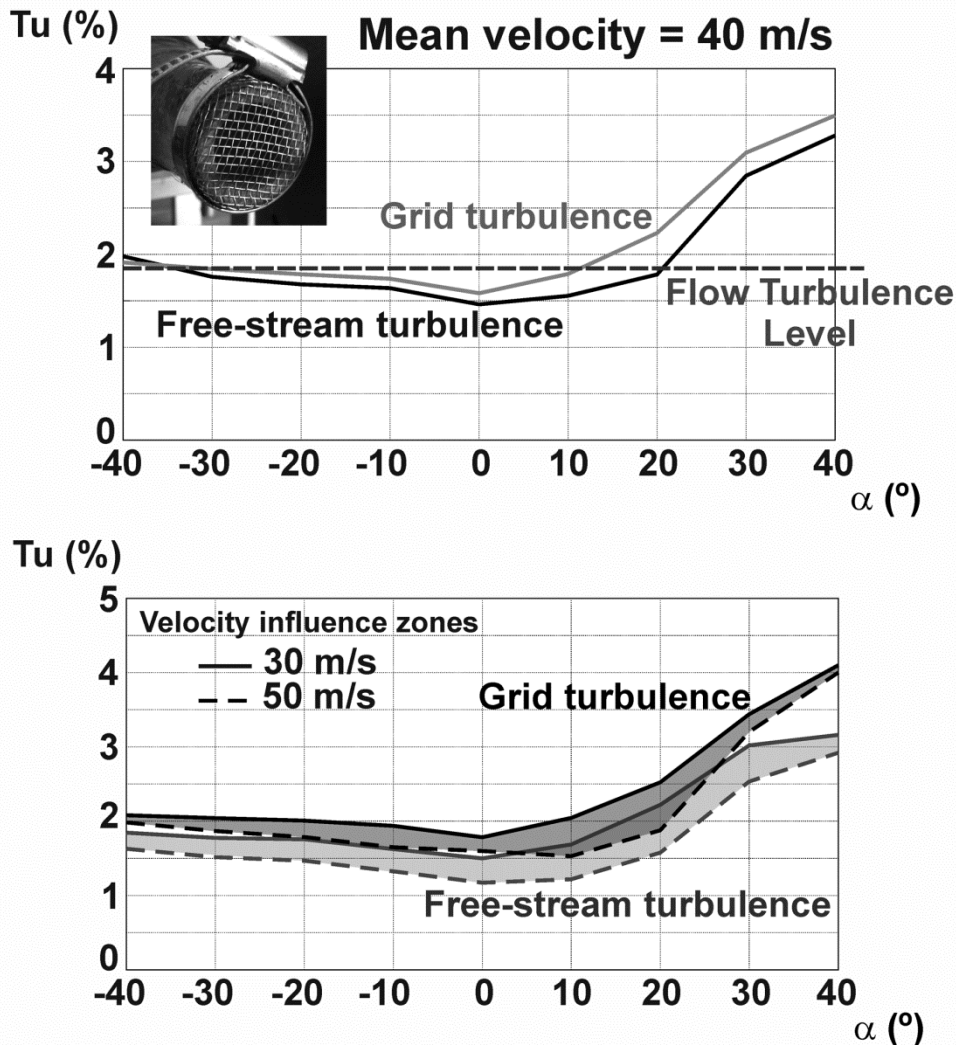 Tu (%)
Mean velocity = 40 m/s
4
3
Grid turbulence
2
Flow Turbulence
Level
Free-stream turbulence
1
0
-40 -30 -20 -10 0 10 20 30 40
α (º)
Tu (%)
5
Velocity influence zones
30 m/s
4
50 m/s
Grid turbulence
3
2
1
Free-stream turbulence
0
-40 -30 -20 -10 0 10 20 30 40
α (º)